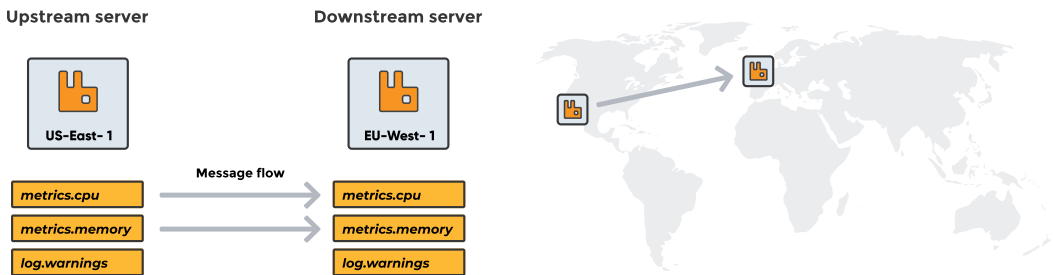 Upstream server
Downstream server
US-East- 1
EU-West- 1
Message flow
metrics.cpu
metrics.cpu
metrics.memory
metrics.memory
log.warnings
log.warnings